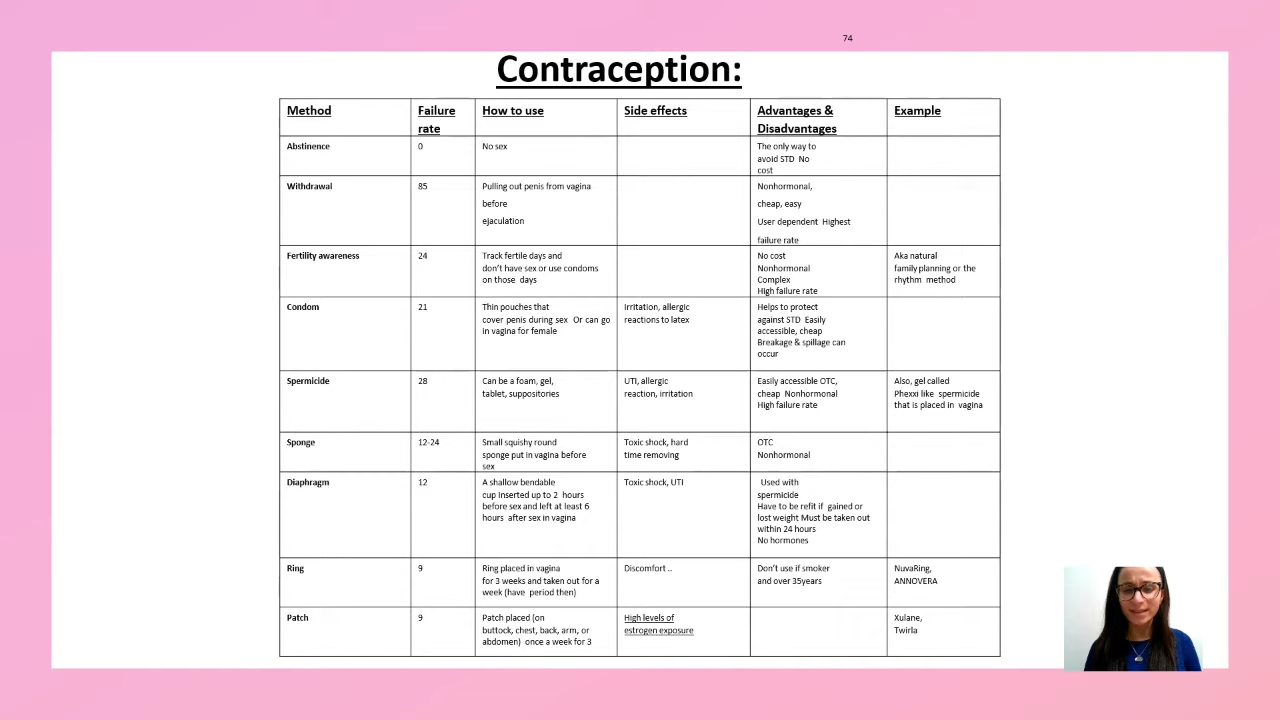 74
Contraception:
Method
Failure
rate
How to use
Side effects
Advantages &
Disadvantages
Example
Abstinence
0
No sex
The only way to
avoid STD  No
cost
Withdrawal
85
Pulling out penis from vagina
before
ejaculation
Nonhormonal,
cheap, easy
User dependent  Highest
failure rate
Fertility awareness
24
Track fertile days and
don't have sex or use condoms
on those  days
No cost
Nonhormonal
Complex
High failure rate
Aka natural
family planning or the
rhythm  method
Condom
21
Thin pouches that
cover penis during sex  Or can go
in vagina for female
Irritation, allergic
reactions to latex
Helps to protect
against STD  Easily
accessible, cheap
Breakage & spillage can
occur
Spermicide
28
Can be a foam, gel,
tablet, suppositories
UTI, allergic
reaction, irritation
Easily accessible OTC,
cheap  Nonhormonal
High failure rate
Also, gel called
Phexxi like  spermicide
that is placed in  vagina
Sponge
12-24
Small squishy round
sponge put in vagina before
sex
Toxic shock, hard
time removing
OTC
Nonhormonal
Diaphragm
12
A shallow bendable
cup inserted up to 2  hours
before sex and left at least 6
hours  after sex in vagina
Toxic shock, UTI
Used with
spermicide
Have to be refit if  gained or
lost weight Must be taken out
within 24 hours
No hormones
Ring
9
Ring placed in vagina
for 3 weeks and taken out for a
week (have  period then)
Discomfort ..
Don't use if smoker
and over 35years
NuvaRing,
ANNOVERA
Patch
9
Patch placed (on
buttock, chest, back, arm, or
abdomen)  once a week for 3
High levels of
estrogen exposure
Xulane,
Twirla